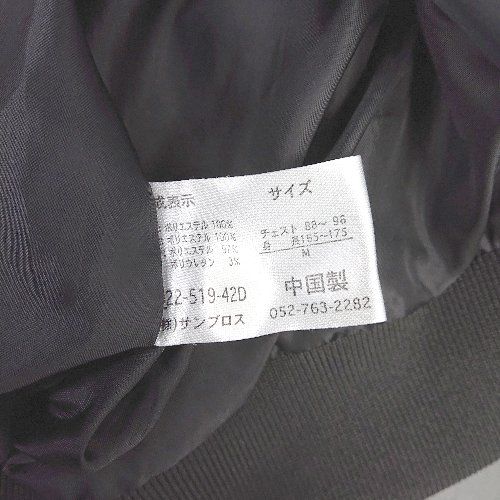 成表示
ポリエステル 100%
ポリエステル 100%
ポリエステル 97%
ポリウレタン 3%
22-519-42D
㈱サンプロス
サイズ
チェスト 88～ 96
身 長165～175
M
中国製
052-763-2282